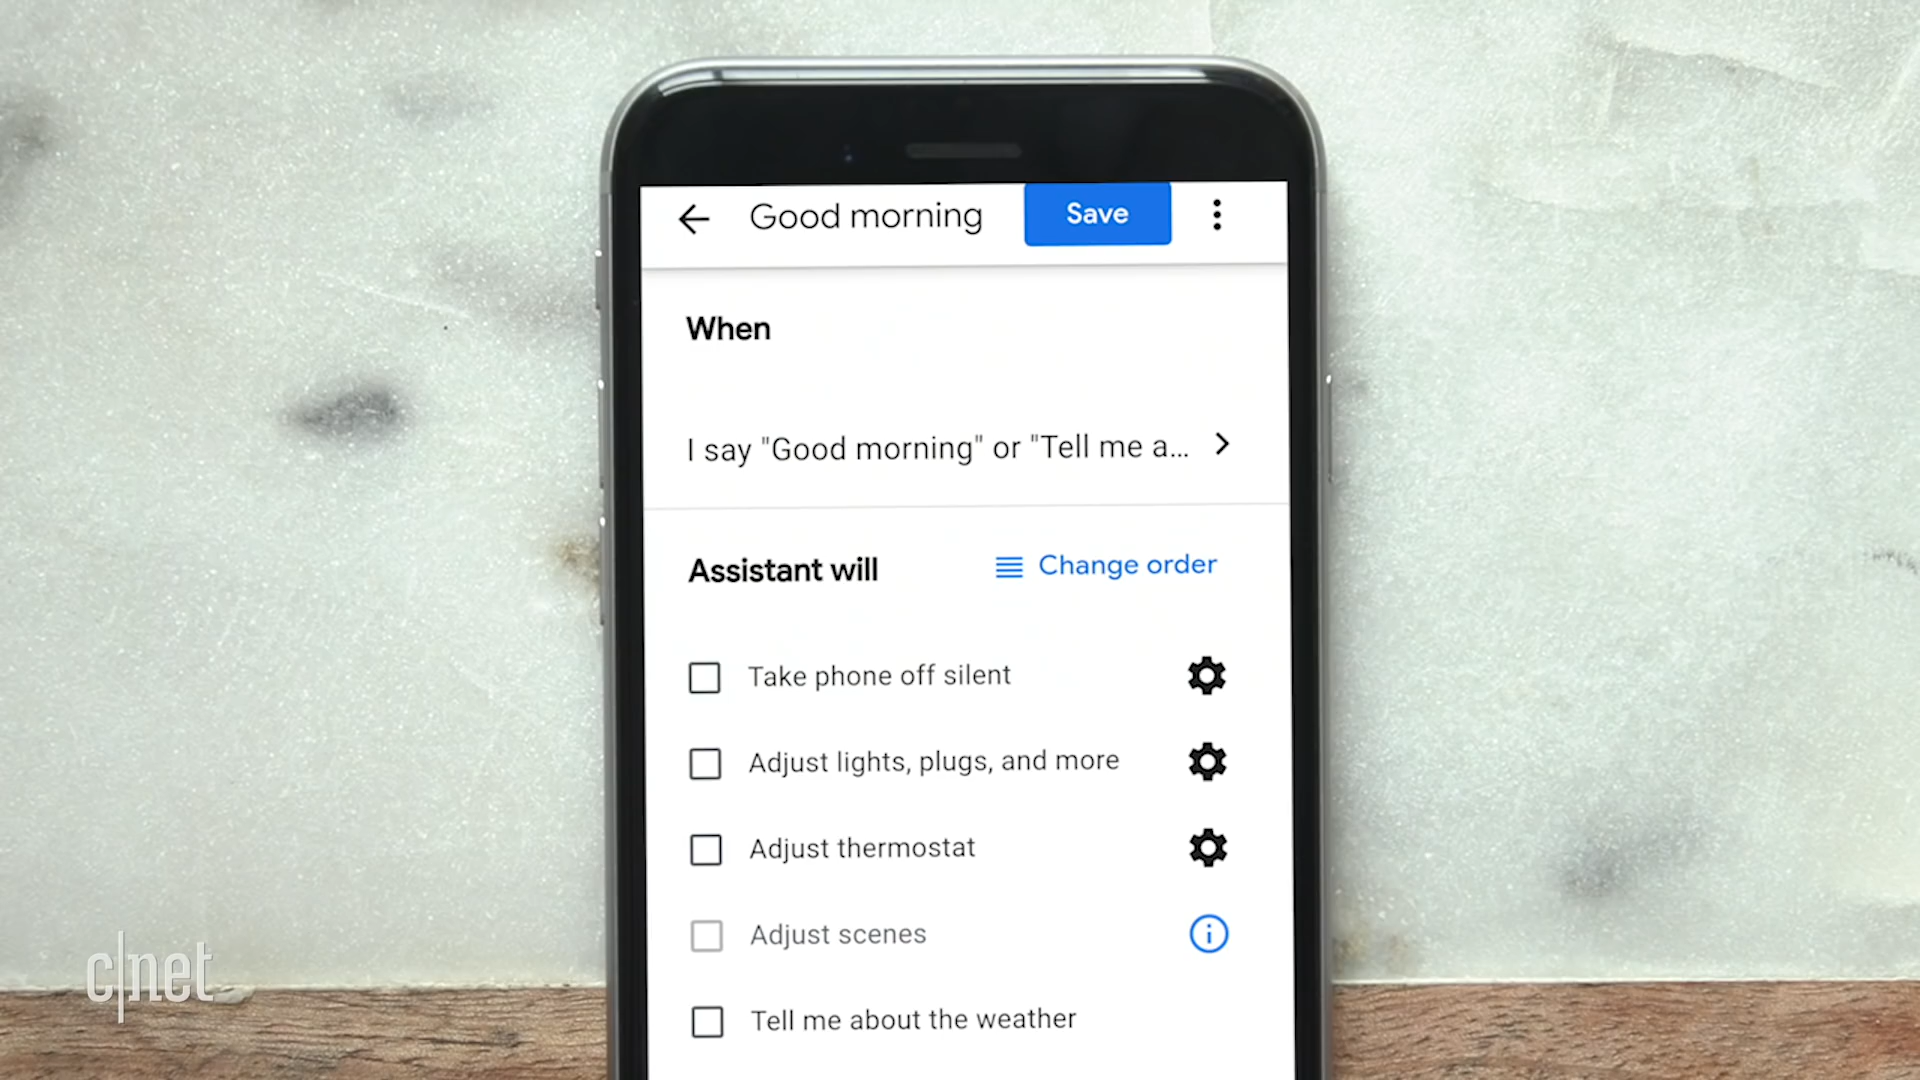 Good morning
Save
When
I say "Good morning" or "Tell me a...
Assistant will
Change order
Take phone off silent
Adjust lights, plugs, and more
Adjust thermostat
Adjust scenes
Tell me about the weather
c|net